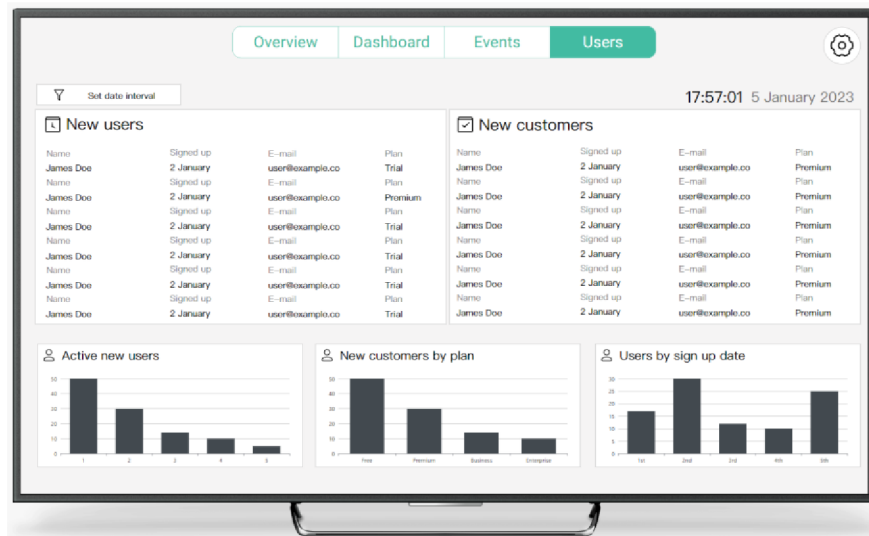 Overview Dashboard Events Users
Set date interval
17:57:01 5 January 2023
New users
Name Signed up E-mail Plan
James Doe 2 January user@example.co Trial
Name Signed up E-mail Plan
James Doe 2 January user@example.co Premium
Name Signed up E-mail Plan
James Doe 2 January user@example.co Trial
Name Signed up E-mail Plan
James Doe 2 January user@example.co Trial
Name Signed up E-mail Plan
James Doe 2 January user@example.co Trial
Name Signed up E-mail Plan
James Doe 2 January user@example.co Trial
New customers
Name Signed up E-mail Plan
James Doe 2 January user@example.co Premium
Name Signed up E-mail Plan
James Doe 2 January user@example.co Premium
Name Signed up E-mail Plan
James Doe 2 January user@example.co Premium
Name Signed up E-mail Plan
James Doe 2 January user@example.co Premium
Name Signed up E-mail Plan
James Doe 2 January user@example.co Premium
Name Signed up E-mail Plan
James Doe 2 January user@example.co Premium
Active new users
50
40
30
20
10
0
1 2 3 4 5
New customers by plan
50
40
30
20
10
0
Free Premium Business Enterprise
Users by sign up date
30
25
20
15
10
5
0
1st 2nd 3rd 4th 5th